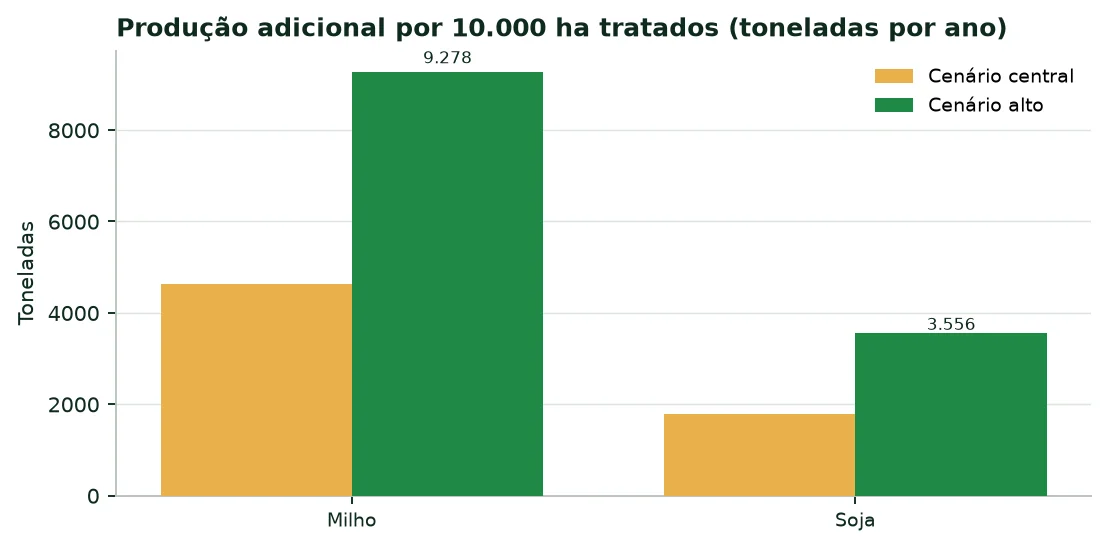 Produção adicional por 10.000 ha tratados (toneladas por ano)
9.278
Cenário central
Cenário alto
8000
6000
4000
2000
0
Toneladas
3.556
Milho
Soja